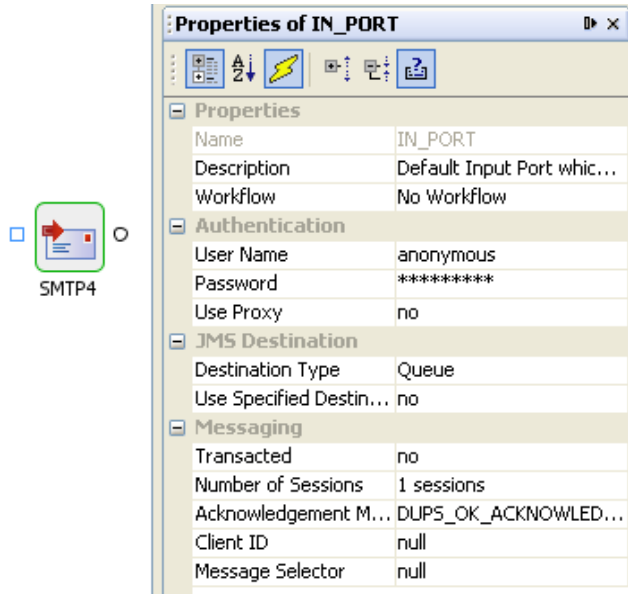 Properties of IN_PORT
Properties
Name IN_PORT
Description Default Input Port whic...
Workflow No Workflow
Authentication
User Name anonymous
Password *********
Use Proxy no
JMS Destination
Destination Type Queue
Use Specified Destin... no
Messaging
Transacted no
Number of Sessions 1 sessions
Acknowledgement M... DUPS_OK_ACKNOWLED...
Client ID null
Message Selector null
SMTP4